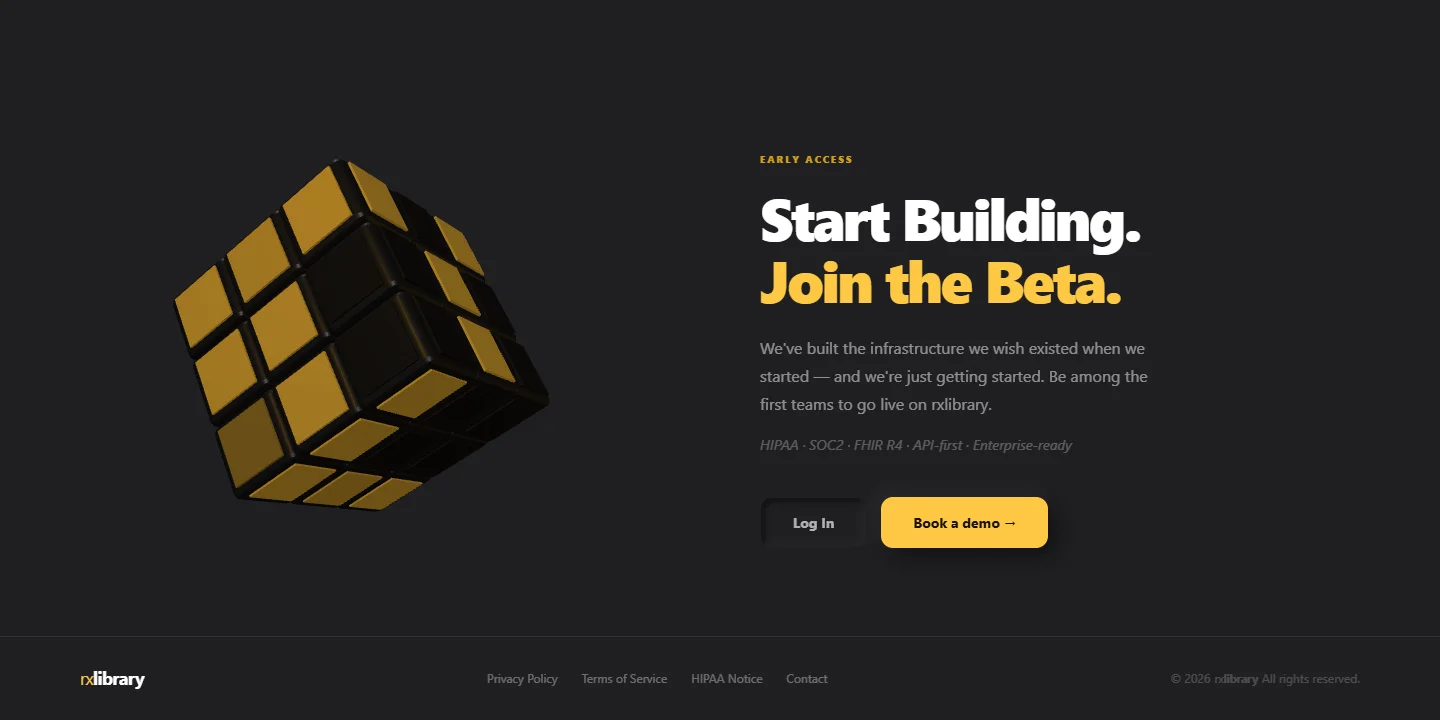 EARLY ACCESS
Start Building.
Join the Beta.
We've built the infrastructure we wish existed when we
started — and we're just getting started. Be among the
first teams to go live on rxlibrary.
HIPAA · SOC2 · FHIR R4 · API-first · Enterprise-ready
Log In
Book a demo →
rxlibrary
Privacy Policy
Terms of Service
HIPAA Notice
Contact
© 2026 rxlibrary All rights reserved.